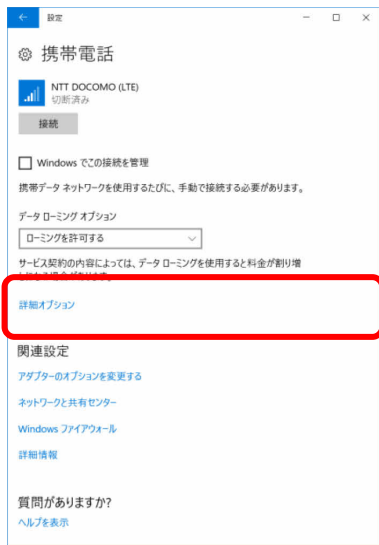 設定
携帯電話
NTT DOCOMO (LTE)
切断済み
接続
Windows でこの接続を管理
携帯データ ネットワークを使用するたびに、手動で接続する必要があります。
データ ローミング オプション
ローミングを許可する
サービス契約の内容によっては、データ ローミングを使用すると料金が割り増
詳細オプション
関連設定
アダプターのオプションを変更する
ネットワークと共有センター
Windows ファイアウォール
詳細情報
質問がありますか?
ヘルプを表示